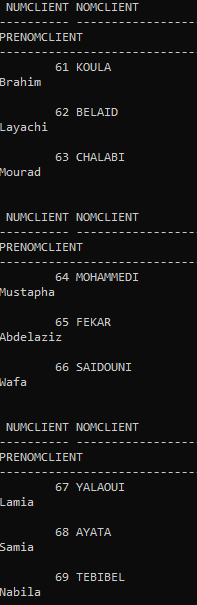 NUMCLIENT NOMCLIENT
---------- --------------------
PRENOMCLIENT
------------------------------
61 KOULA
Brahim
62 BELAID
Layachi
63 CHALABI
Mourad
NUMCLIENT NOMCLIENT
---------- --------------------
PRENOMCLIENT
------------------------------
64 MOHAMMEDI
Mustapha
65 FEKAR
Abdelaziz
66 SAIDOUNI
Wafa
NUMCLIENT NOMCLIENT
---------- --------------------
PRENOMCLIENT
------------------------------
67 YALAOUI
Lamia
68 AYATA
Samia
69 TEBIBEL
Nabila